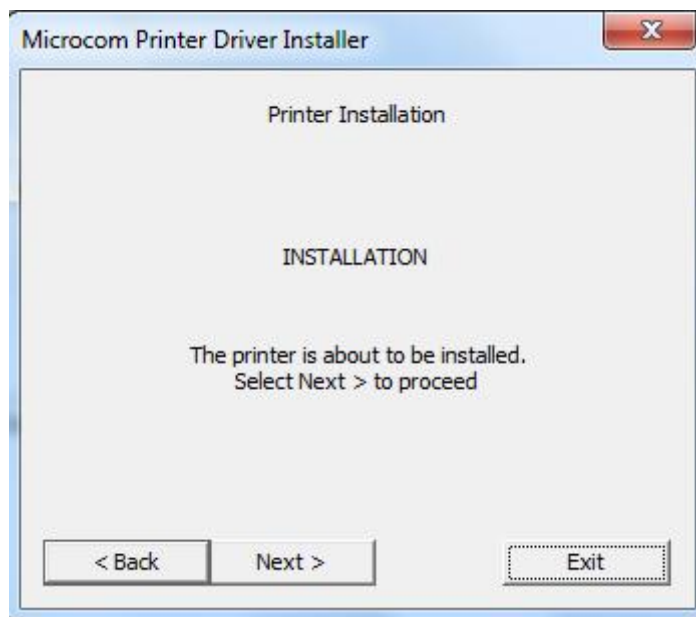 Microcom Printer Driver Installer
Printer Installation
INSTALLATION
The printer is about to be installed.
Select Next > to proceed
< Back
Next >
Exit